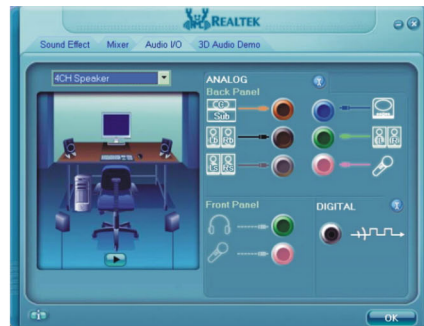 REALTEK
Sound Effect Mixer Audio I/O 3D Audio Demo
4CH Speaker
ANALOG
Back Panel
Sub
Front Panel
DIGITAL
OK